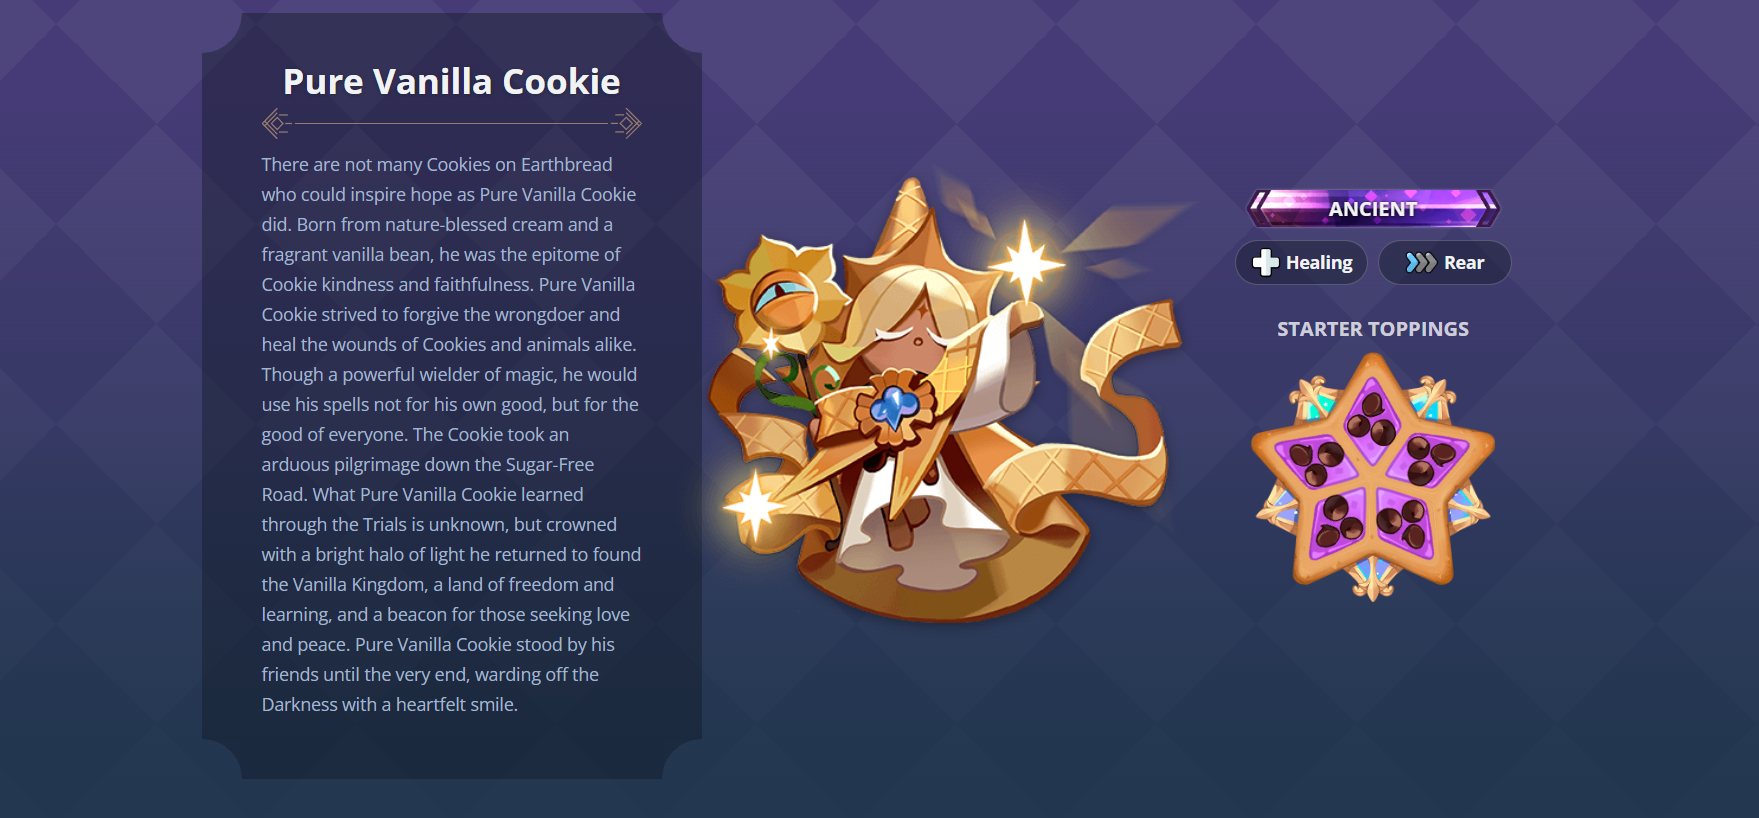 Pure Vanilla Cookie
There are not many Cookies on Earthbread
who could inspire hope as Pure Vanilla Cookie
did. Born from nature-blessed cream and a
fragrant vanilla bean, he was the epitome of
Cookie kindness and faithfulness. Pure Vanilla
Cookie strived to forgive the wrongdoer and
heal the wounds of Cookies and animals alike.
Though a powerful wielder of magic, he would
use his spells not for his own good, but for the
good of everyone. The Cookie took an
arduous pilgrimage down the Sugar-Free
Road. What Pure Vanilla Cookie learned
through the Trials is unknown, but crowned
with a bright halo of light he returned to found
the Vanilla Kingdom, a land of freedom and
learning, and a beacon for those seeking love
and peace. Pure Vanilla Cookie stood by his
friends until the very end, warding off the
Darkness with a heartfelt smile.
ANCIENT
Healing
Rear
STARTER TOPPINGS